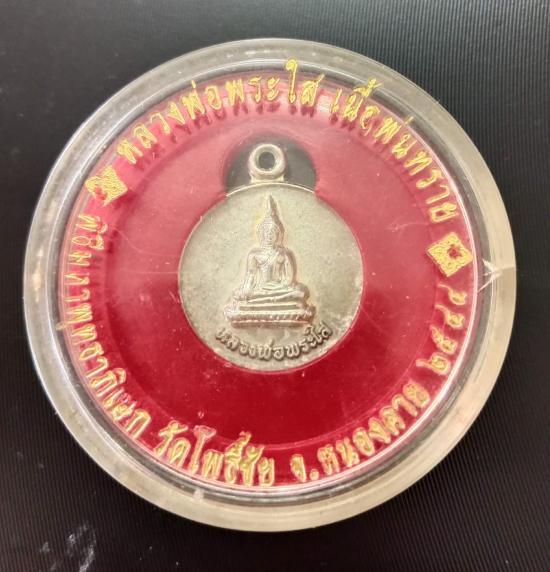 หลวงพ่อพระใส เนื้อพ่นทราย
หลวงพ่อพระใส
พิธีมหาพุทธาภิเษก วัดโพธิ์ชัย จ.หนองคาย ๒๕๔๔